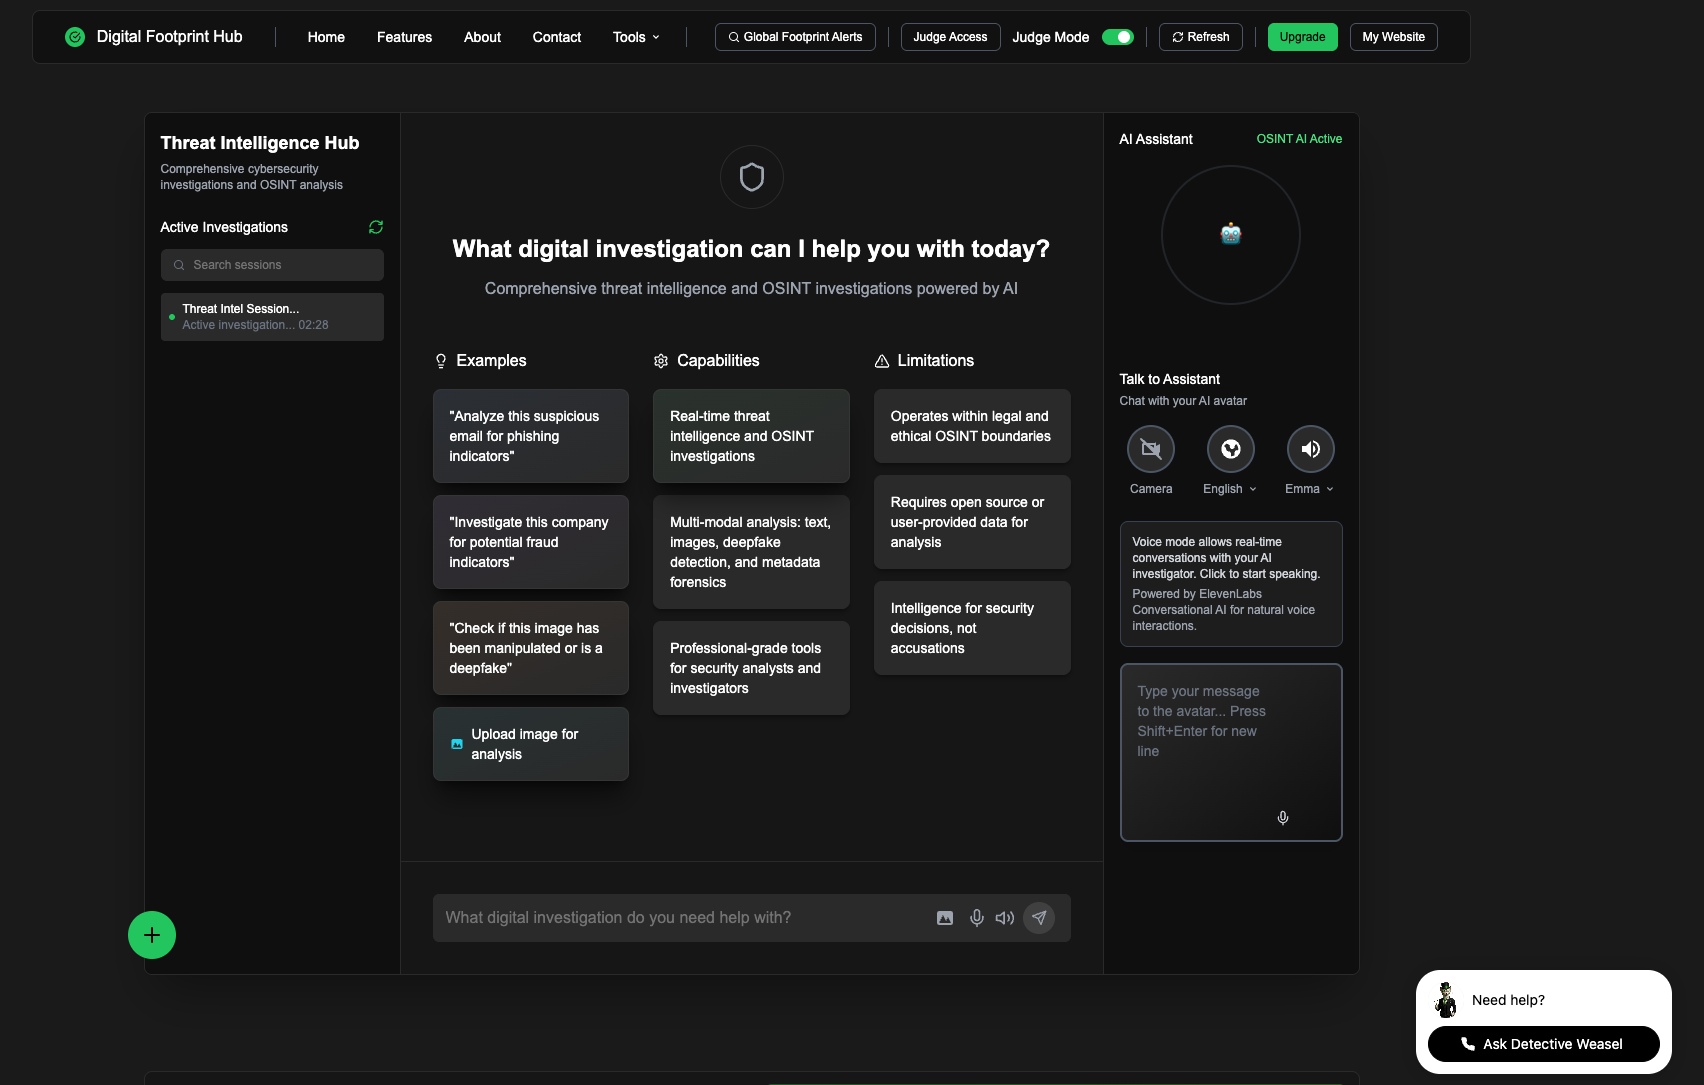 Digital Footprint Hub
Home
Features
About
Contact
Tools
Global Footprint Alerts
Judge Access
Judge Mode
Refresh
Upgrade
My Website
Threat Intelligence Hub
Comprehensive cybersecurity
investigations and OSINT analysis
Active Investigations
Search sessions
Threat Intel Session...
Active investigation... 02:28
What digital investigation can I help you with today?
Comprehensive threat intelligence and OSINT investigations powered by AI
Examples
"Analyze this suspicious
email for phishing
indicators"
"Investigate this company
for potential fraud
indicators"
"Check if this image has
been manipulated or is a
deepfake"
Upload image for
analysis
Capabilities
Real-time threat
intelligence and OSINT
investigations
Multi-modal analysis: text,
images, deepfake
detection, and metadata
forensics
Professional-grade tools
for security analysts and
investigators
Limitations
Operates within legal and
ethical OSINT boundaries
Requires open source or
user-provided data for
analysis
Intelligence for security
decisions, not
accusations
What digital investigation do you need help with?
AI Assistant
OSINT AI Active
Talk to Assistant
Chat with your AI avatar
Camera
English
Emma
Voice mode allows real-time
conversations with your AI
investigator. Click to start speaking.
Powered by ElevenLabs
Conversational AI for natural voice
interactions.
Type your message
to the avatar... Press
Shift+Enter for new
line
Need help?
Ask Detective Weasel